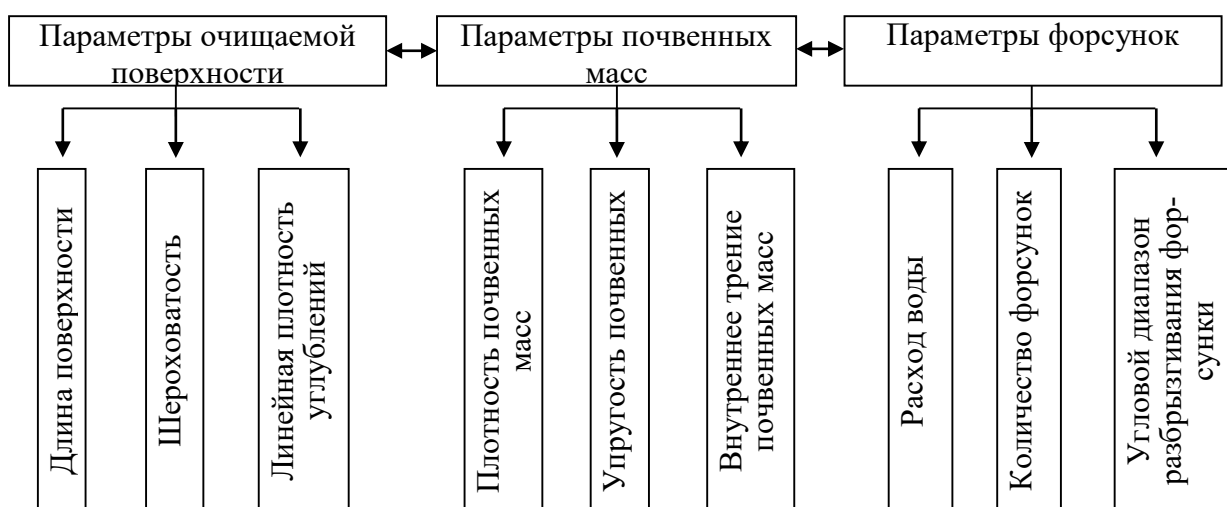 Параметры очищаемой
поверхности
Параметры почвенных
масс
Параметры форсунок
Длина поверхности
Шероховатость
Линейная плотность
углублений
Плотность почвенных
масс
Упругость почвенных
Внутреннее трение
почвенных масс
Расход воды
Количество форсунок
Угловой диапазон
разбрызгивания фор-
сунки